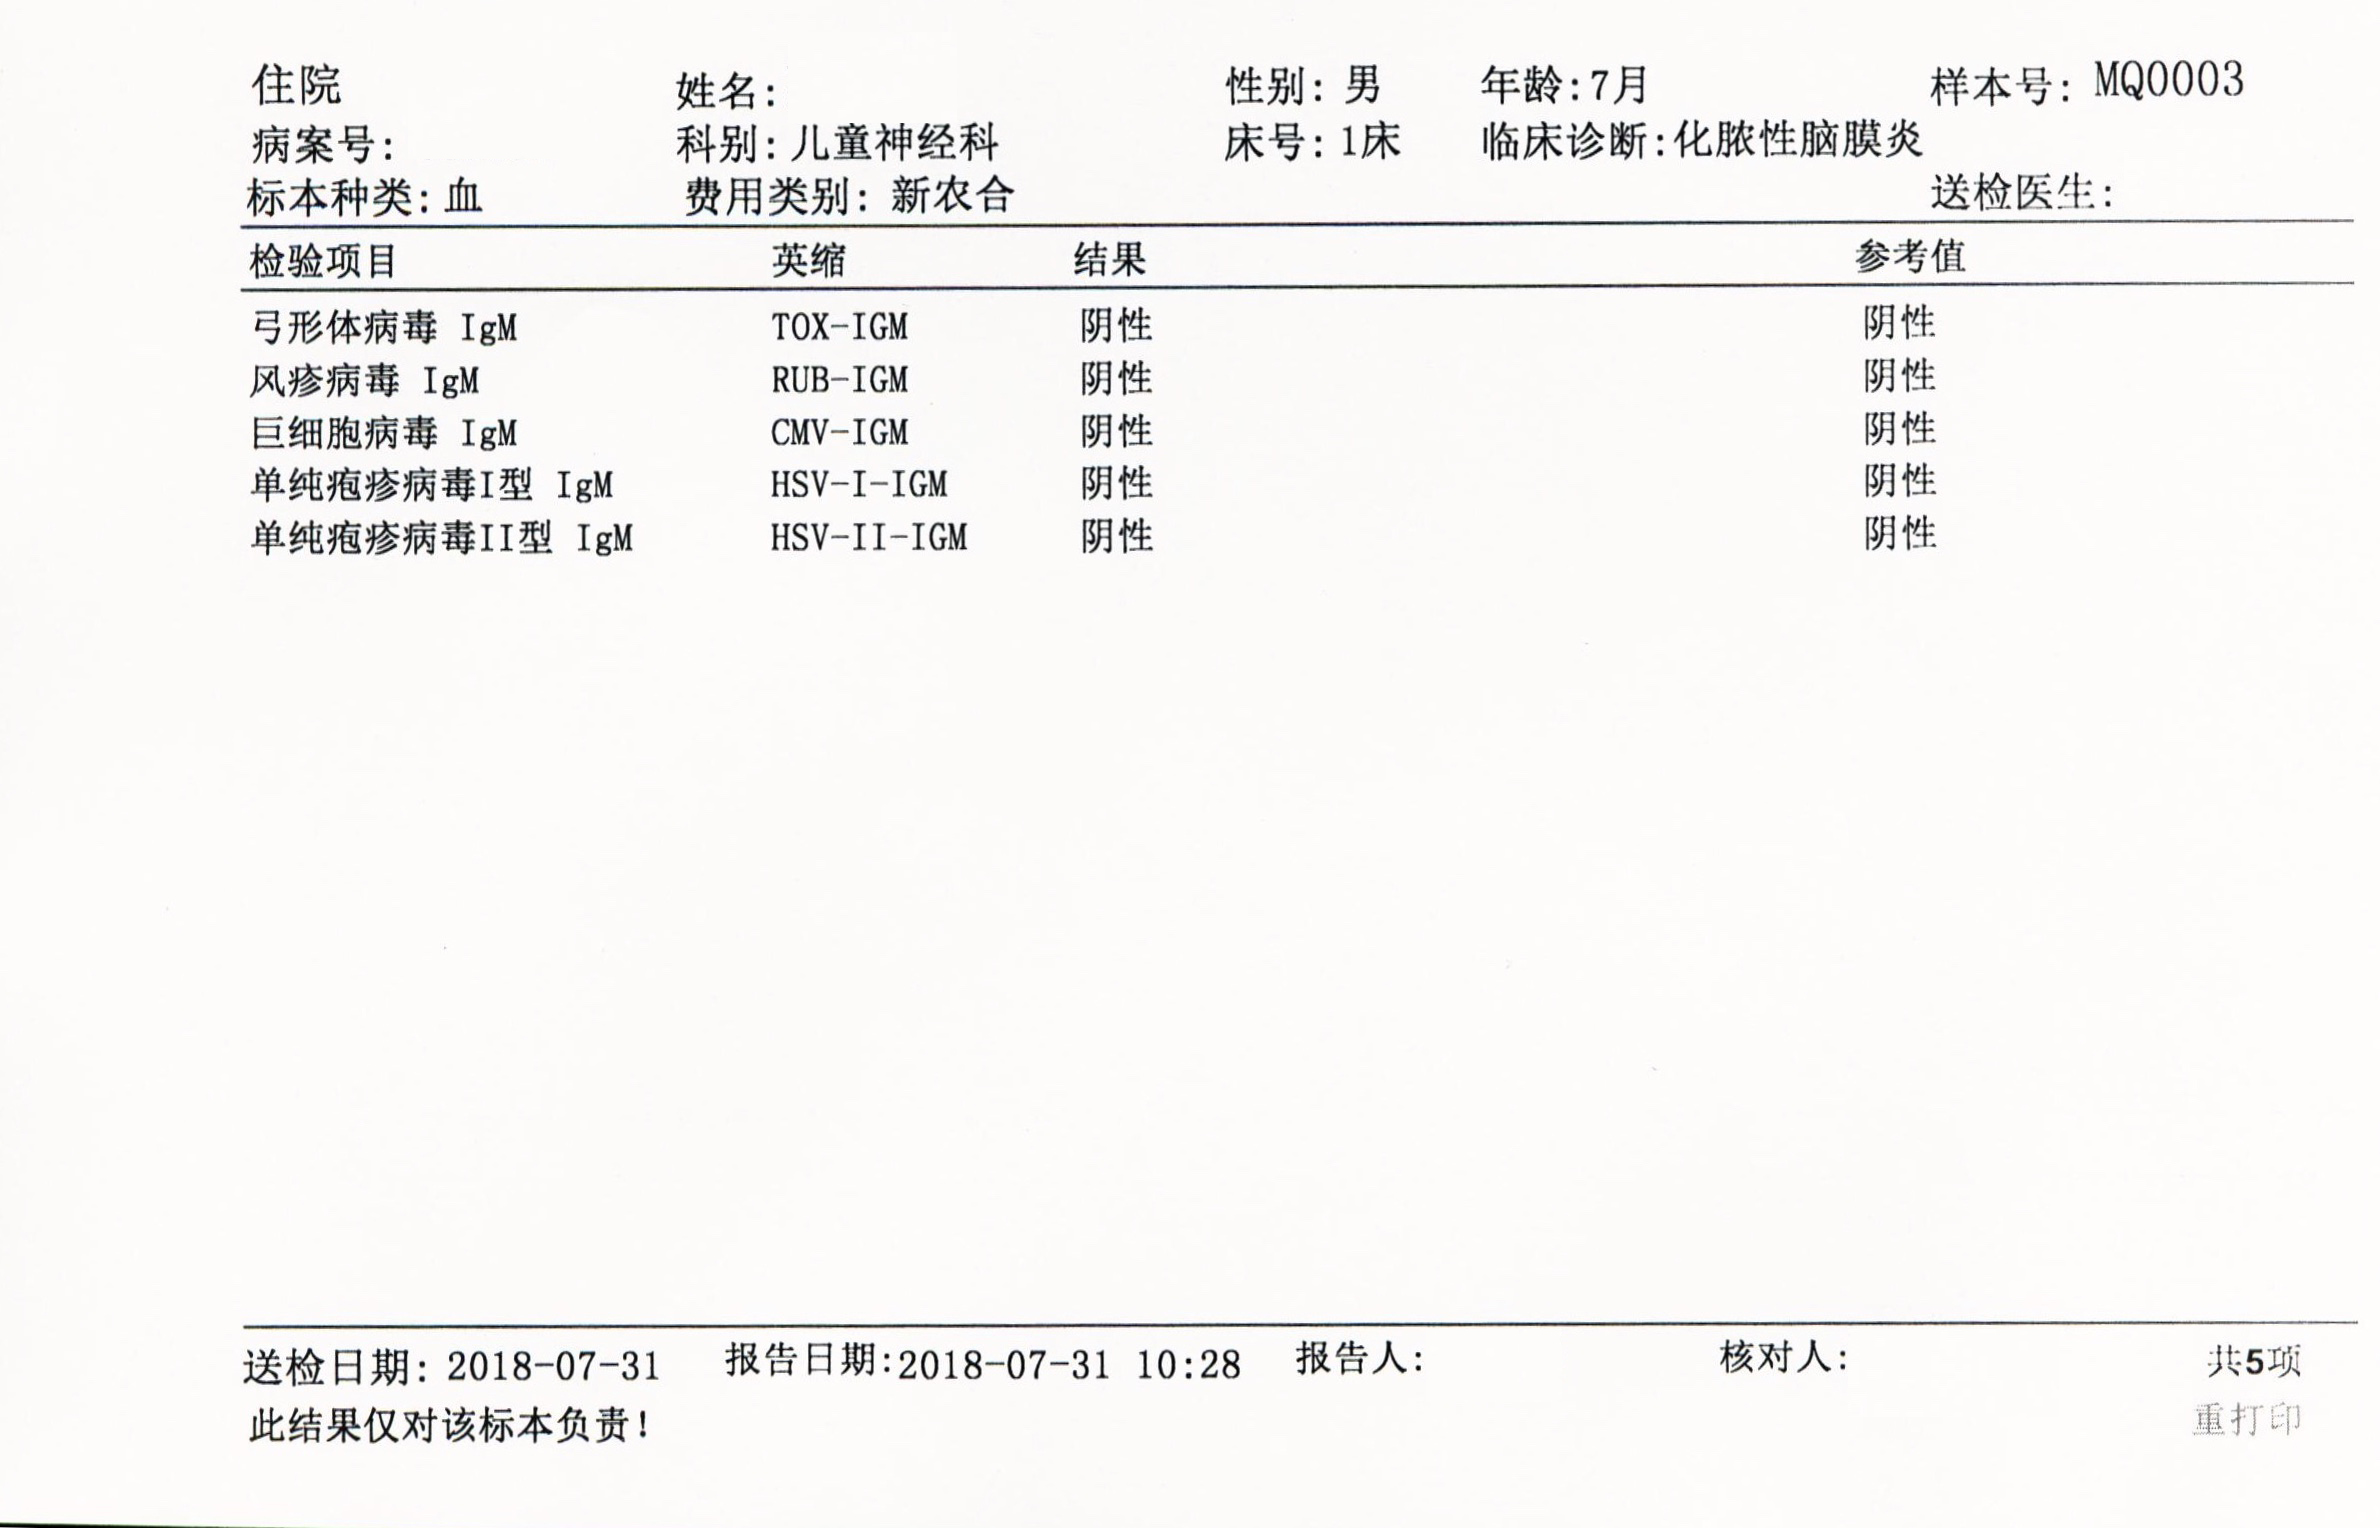 住院 姓名: 性别: 男 年龄:7月 样本号: MQ0003
病案号: 科别:儿童神经科 床号: 1床 临床诊断:化脓性脑膜炎
标本种类: 血 费用类别: 新农合 送检医生:
检验项目 英缩 结果 参考值
弓形体病毒 IgM TOX-IGM 阴性 阴性
风疹病毒 IgM RUB-IGM 阴性 阴性
巨细胞病毒 IgM CMV-IGM 阴性 阴性
单纯疱疹病毒I型 IgM HSV-I-IGM 阴性 阴性
单纯疱疹病毒II型 IgM HSV-II-IGM 阴性 阴性
送检日期: 2018-07-31 报告日期:2018-07-31 10:28 报告人: 核对人: 共5项
此结果仅对该标本负责! 重打印